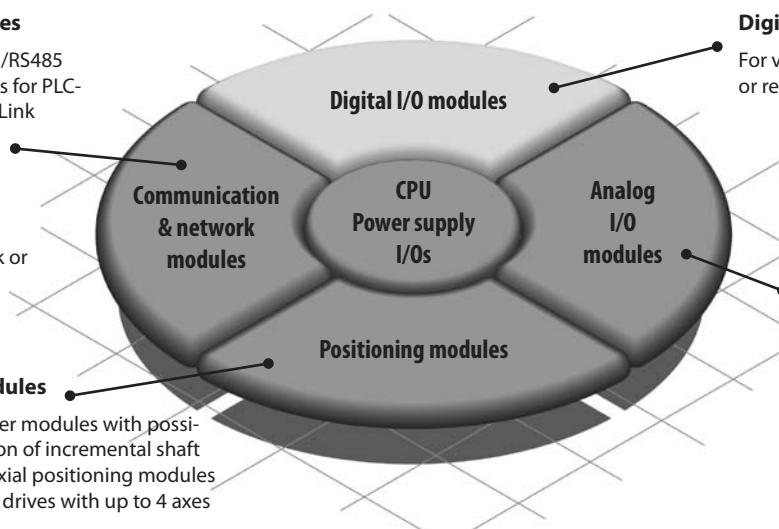 es
/RS485
s for PLC-
Link
k or
dules
er modules with possi-
on of incremental shaft
xial positioning modules
drives with up to 4 axes
Digi
For v
or re
Digital I/O modules
Communication
& network
modules
CPU
Power supply
I/Os
Analog
I/O
modules
Positioning modules